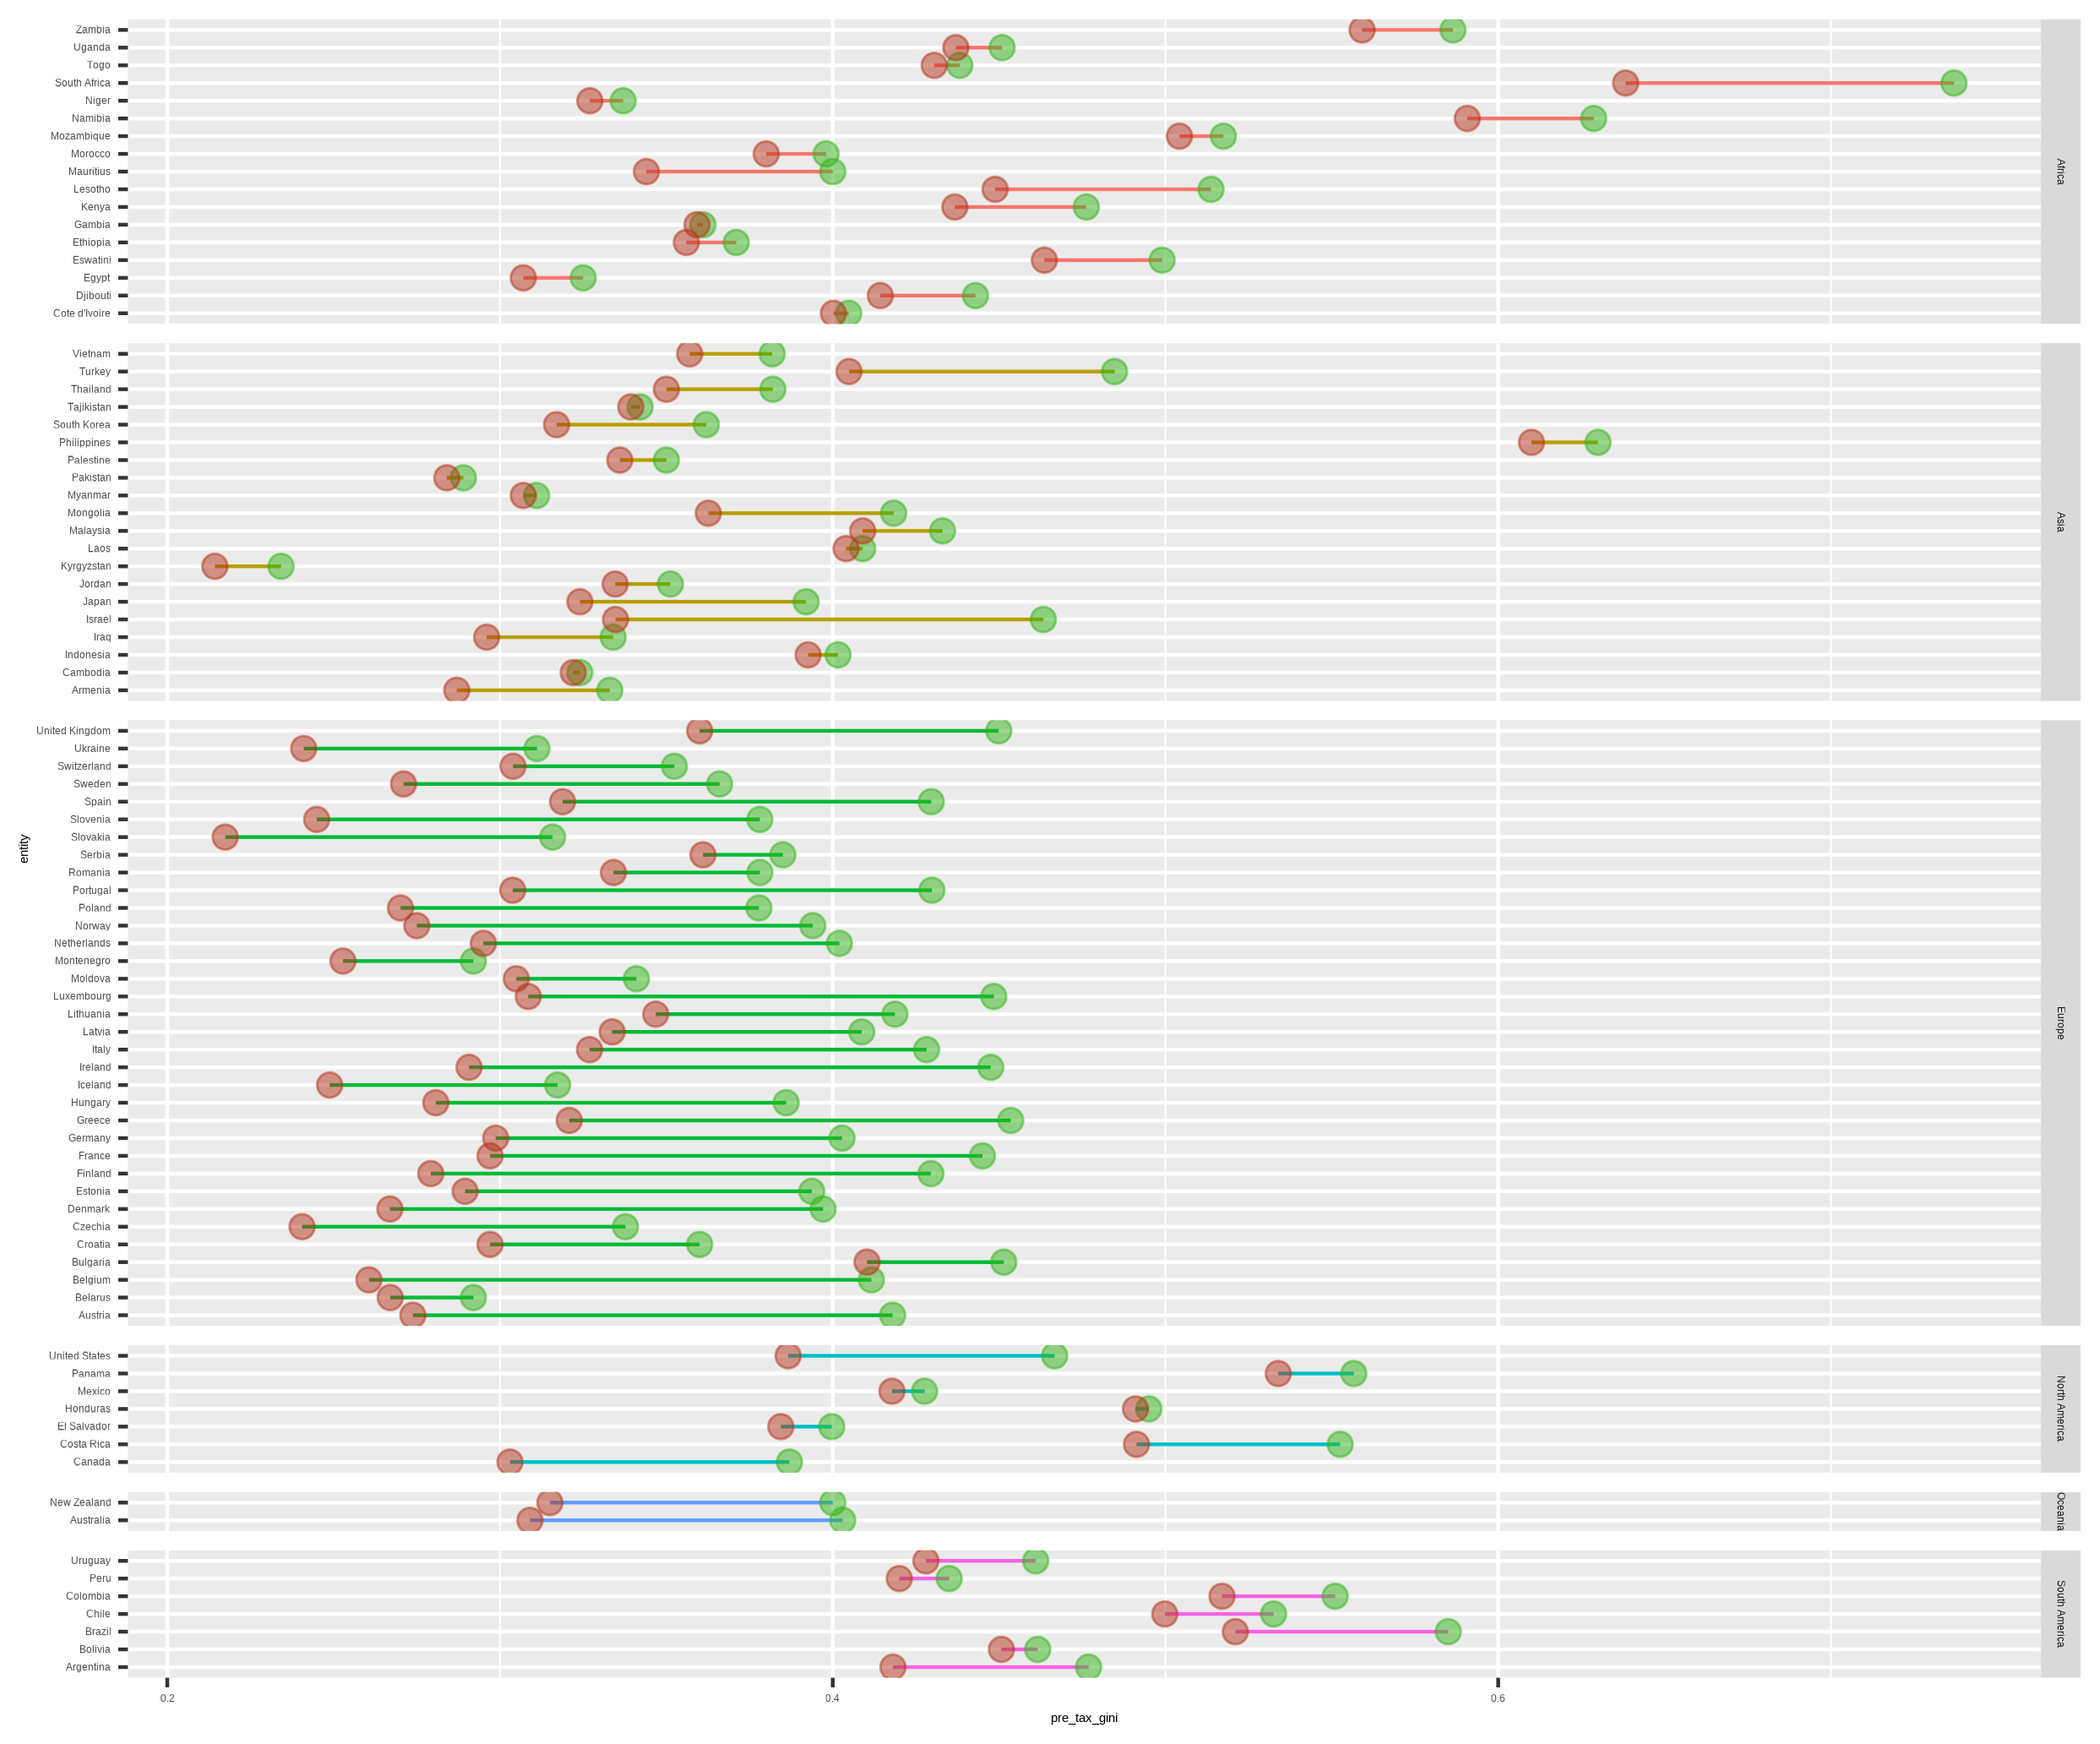 Zambia
Uganda
Togo
South Africa
Niger
Namibia
Mozambique
Morocco
Mauritius
Lesotho
Kenya
Gambia
Ethiopia
Eswatini
Egypt
Djibouti
Cote d'Ivoire
Africa
Vietnam
Turkey
Thailand
Tajikistan
South Korea
Philippines
Palestine
Pakistan
Myanmar
Mongolia
Malaysia
Laos
Kyrgyzstan
Jordan
Japan
Israel
Iraq
Indonesia
Cambodia
Armenia
Asia
United Kingdom
Ukraine
Switzerland
Sweden
Spain
Slovenia
Slovakia
Serbia
Romania
Portugal
Poland
Norway
Netherlands
Montenegro
Moldova
Luxembourg
Lithuania
Latvia
Italy
Ireland
Iceland
Hungary
Greece
Germany
France
Finland
Estonia
Denmark
Czechia
Croatia
Bulgaria
Belgium
Belarus
Austria
Europe
United States
Panama
Mexico
Honduras
El Salvador
Costa Rica
Canada
North America
New Zealand
Australia
Oceania
Uruguay
Peru
Colombia
Chile
Brazil
Bolivia
Argentina
South America
entity
0.2
0.4
0.6
pre_tax_gini